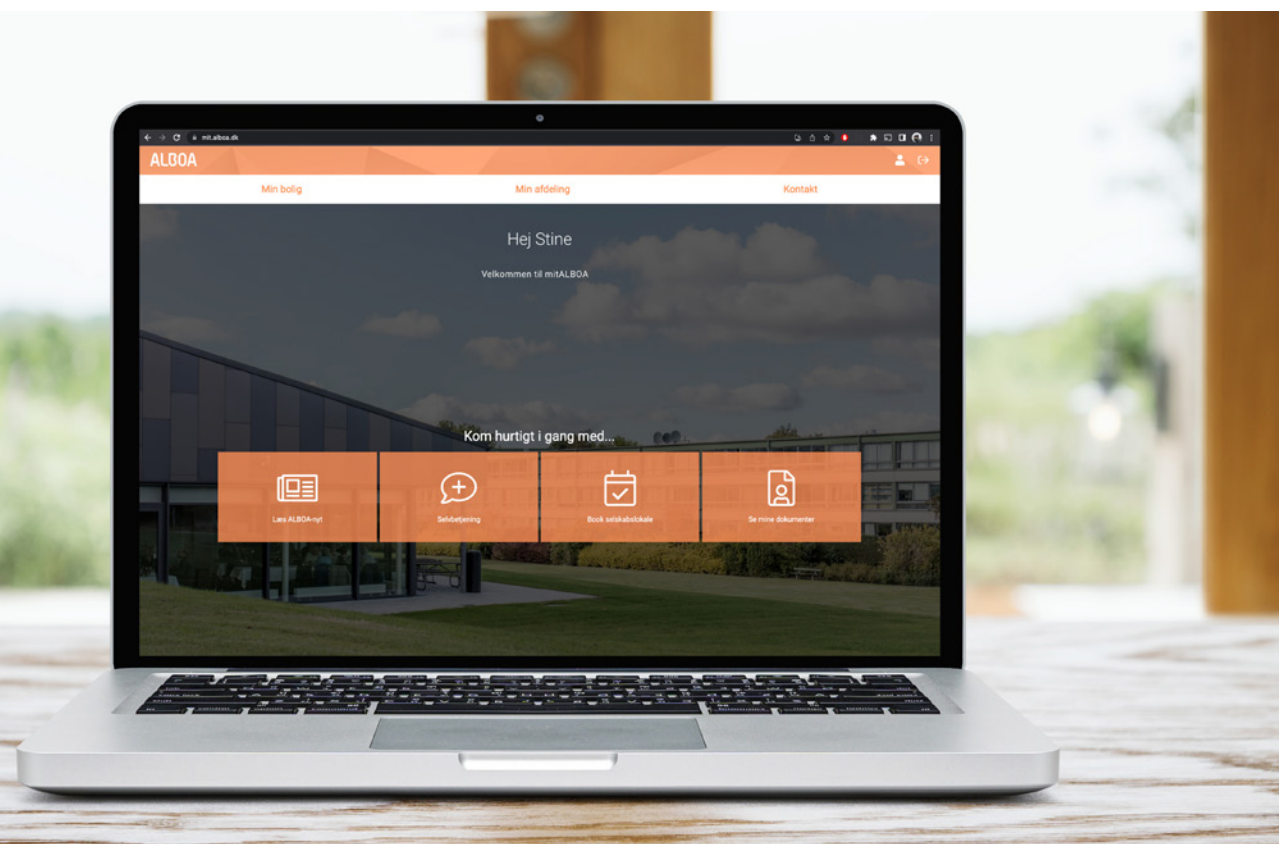 mit.alboa.dk
ALBOA
Min bolig
Min afdeling
Kontakt
Hej Stine
Velkommen til mitALBOA
Kom hurtigt i gang med...
Læs ALBOA-nyt
Selvbetjening
Book selskabslokale
Se mine dokumenter